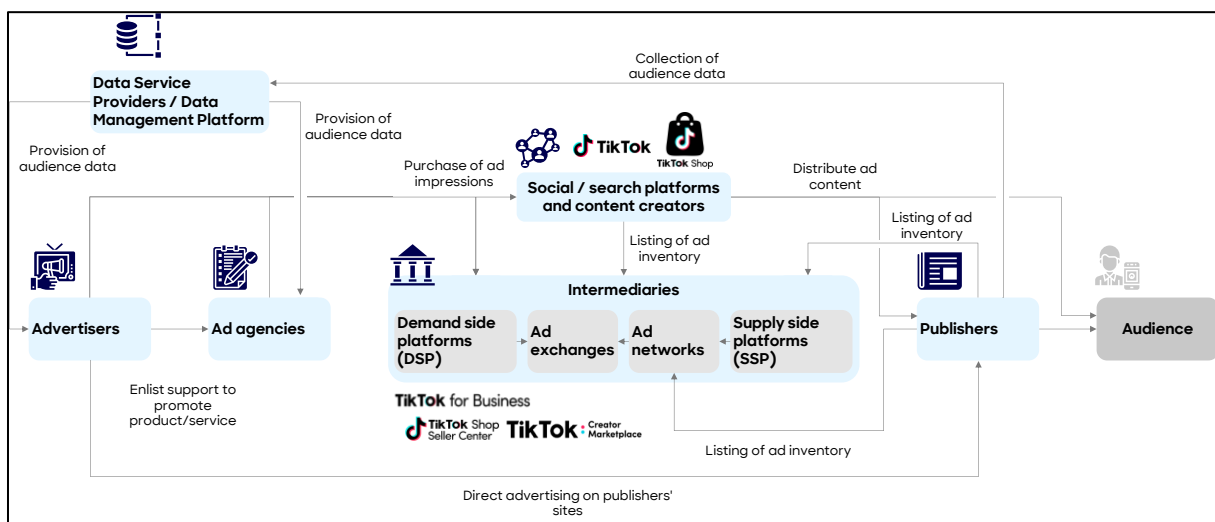 Collection of
audience data
Data Service
Providers / Data
Management Platform
Provision of
audience data
Provision of
audience data
TikTok
TikTok Shop
Purchase of ad
impressions
Distribute ad
content
Social / search platforms
and content creators
Listing of ad
inventory
Listing of ad
inventory
Intermediaries
Advertisers
Ad agencies
Demand side
platforms
(DSP)
Ad
exchanges
Ad
networks
Supply side
platforms
(SSP)
Publishers
Audience
Enlist support to
promote
product/service
TikTok for Business
TikTok Shop
Seller Center
TikTok: Creator
Marketplace
Listing of ad inventory
Direct advertising on publishers'
sites